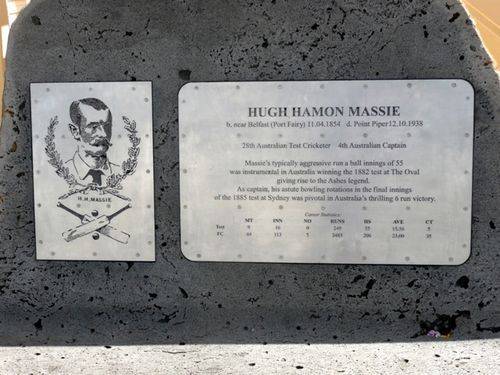 H.H. MASSIE
HUGH HAMON MASSIE
b. near Belfast (Port Fairy) 11.04.1854 d. Point Piper 12.10.1938
28th Australian Test Cricketer 4th Australian Captain
Massie's typically aggressive run a ball innings of 55
was instrumental in Australia winning the 1882 test at The Oval
giving rise to the Ashes legend.
As captain, his astute bowling rotations in the final innings
of the 1885 test at Sydney was pivotal in Australia's thrilling 6 run victory.
Career Statistics
MT INN NO RUNS HS AVE CT
Test 9 16 0 249 55 15.56 5
FC 64 113 5 2485 206 23.00 35